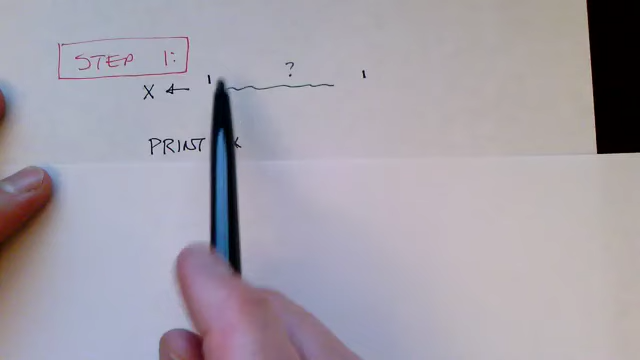 STEP 1:
X ← ' ? '
PRINT X